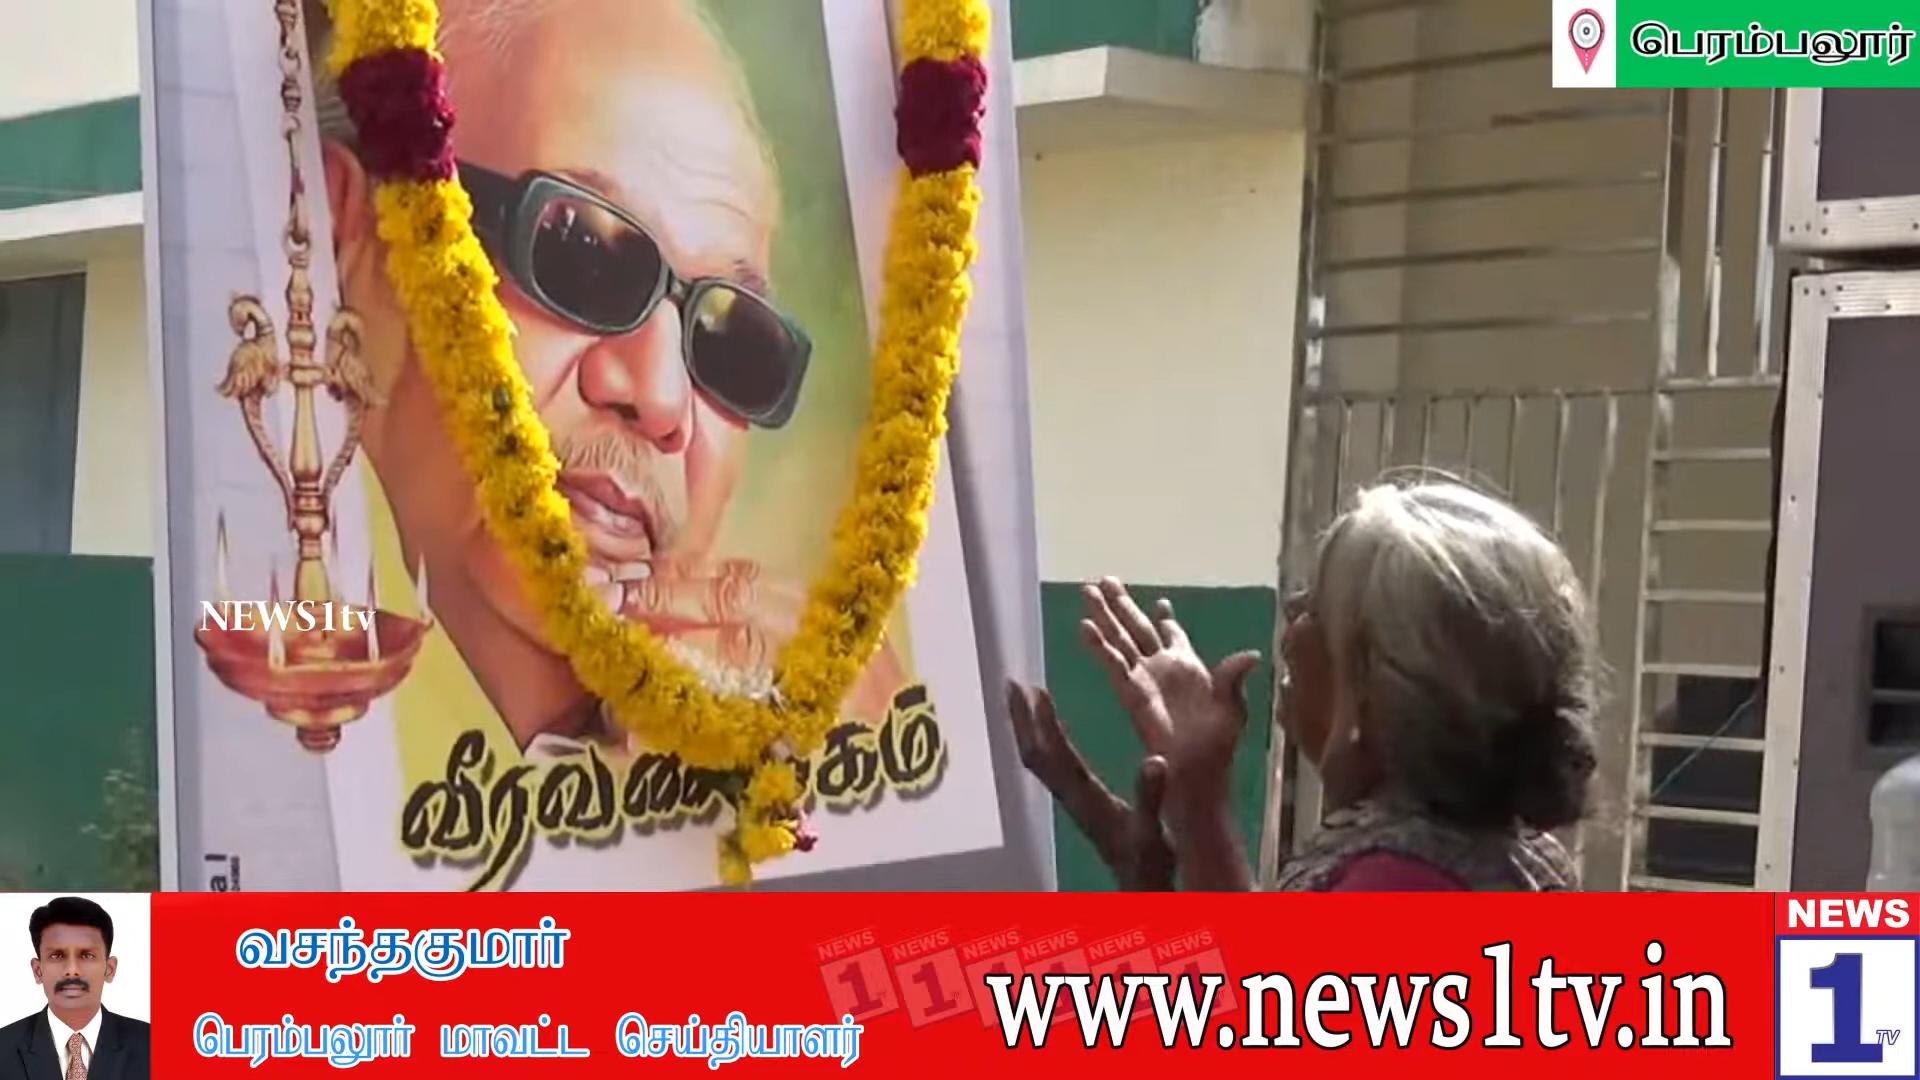 பெரம்பலூர்
NEWS1tv
வசந்தகுமார்
பெரம்பலூர் மாவட்ட செய்தியாளர்
www.news1tv.in
NEWS
1
TV